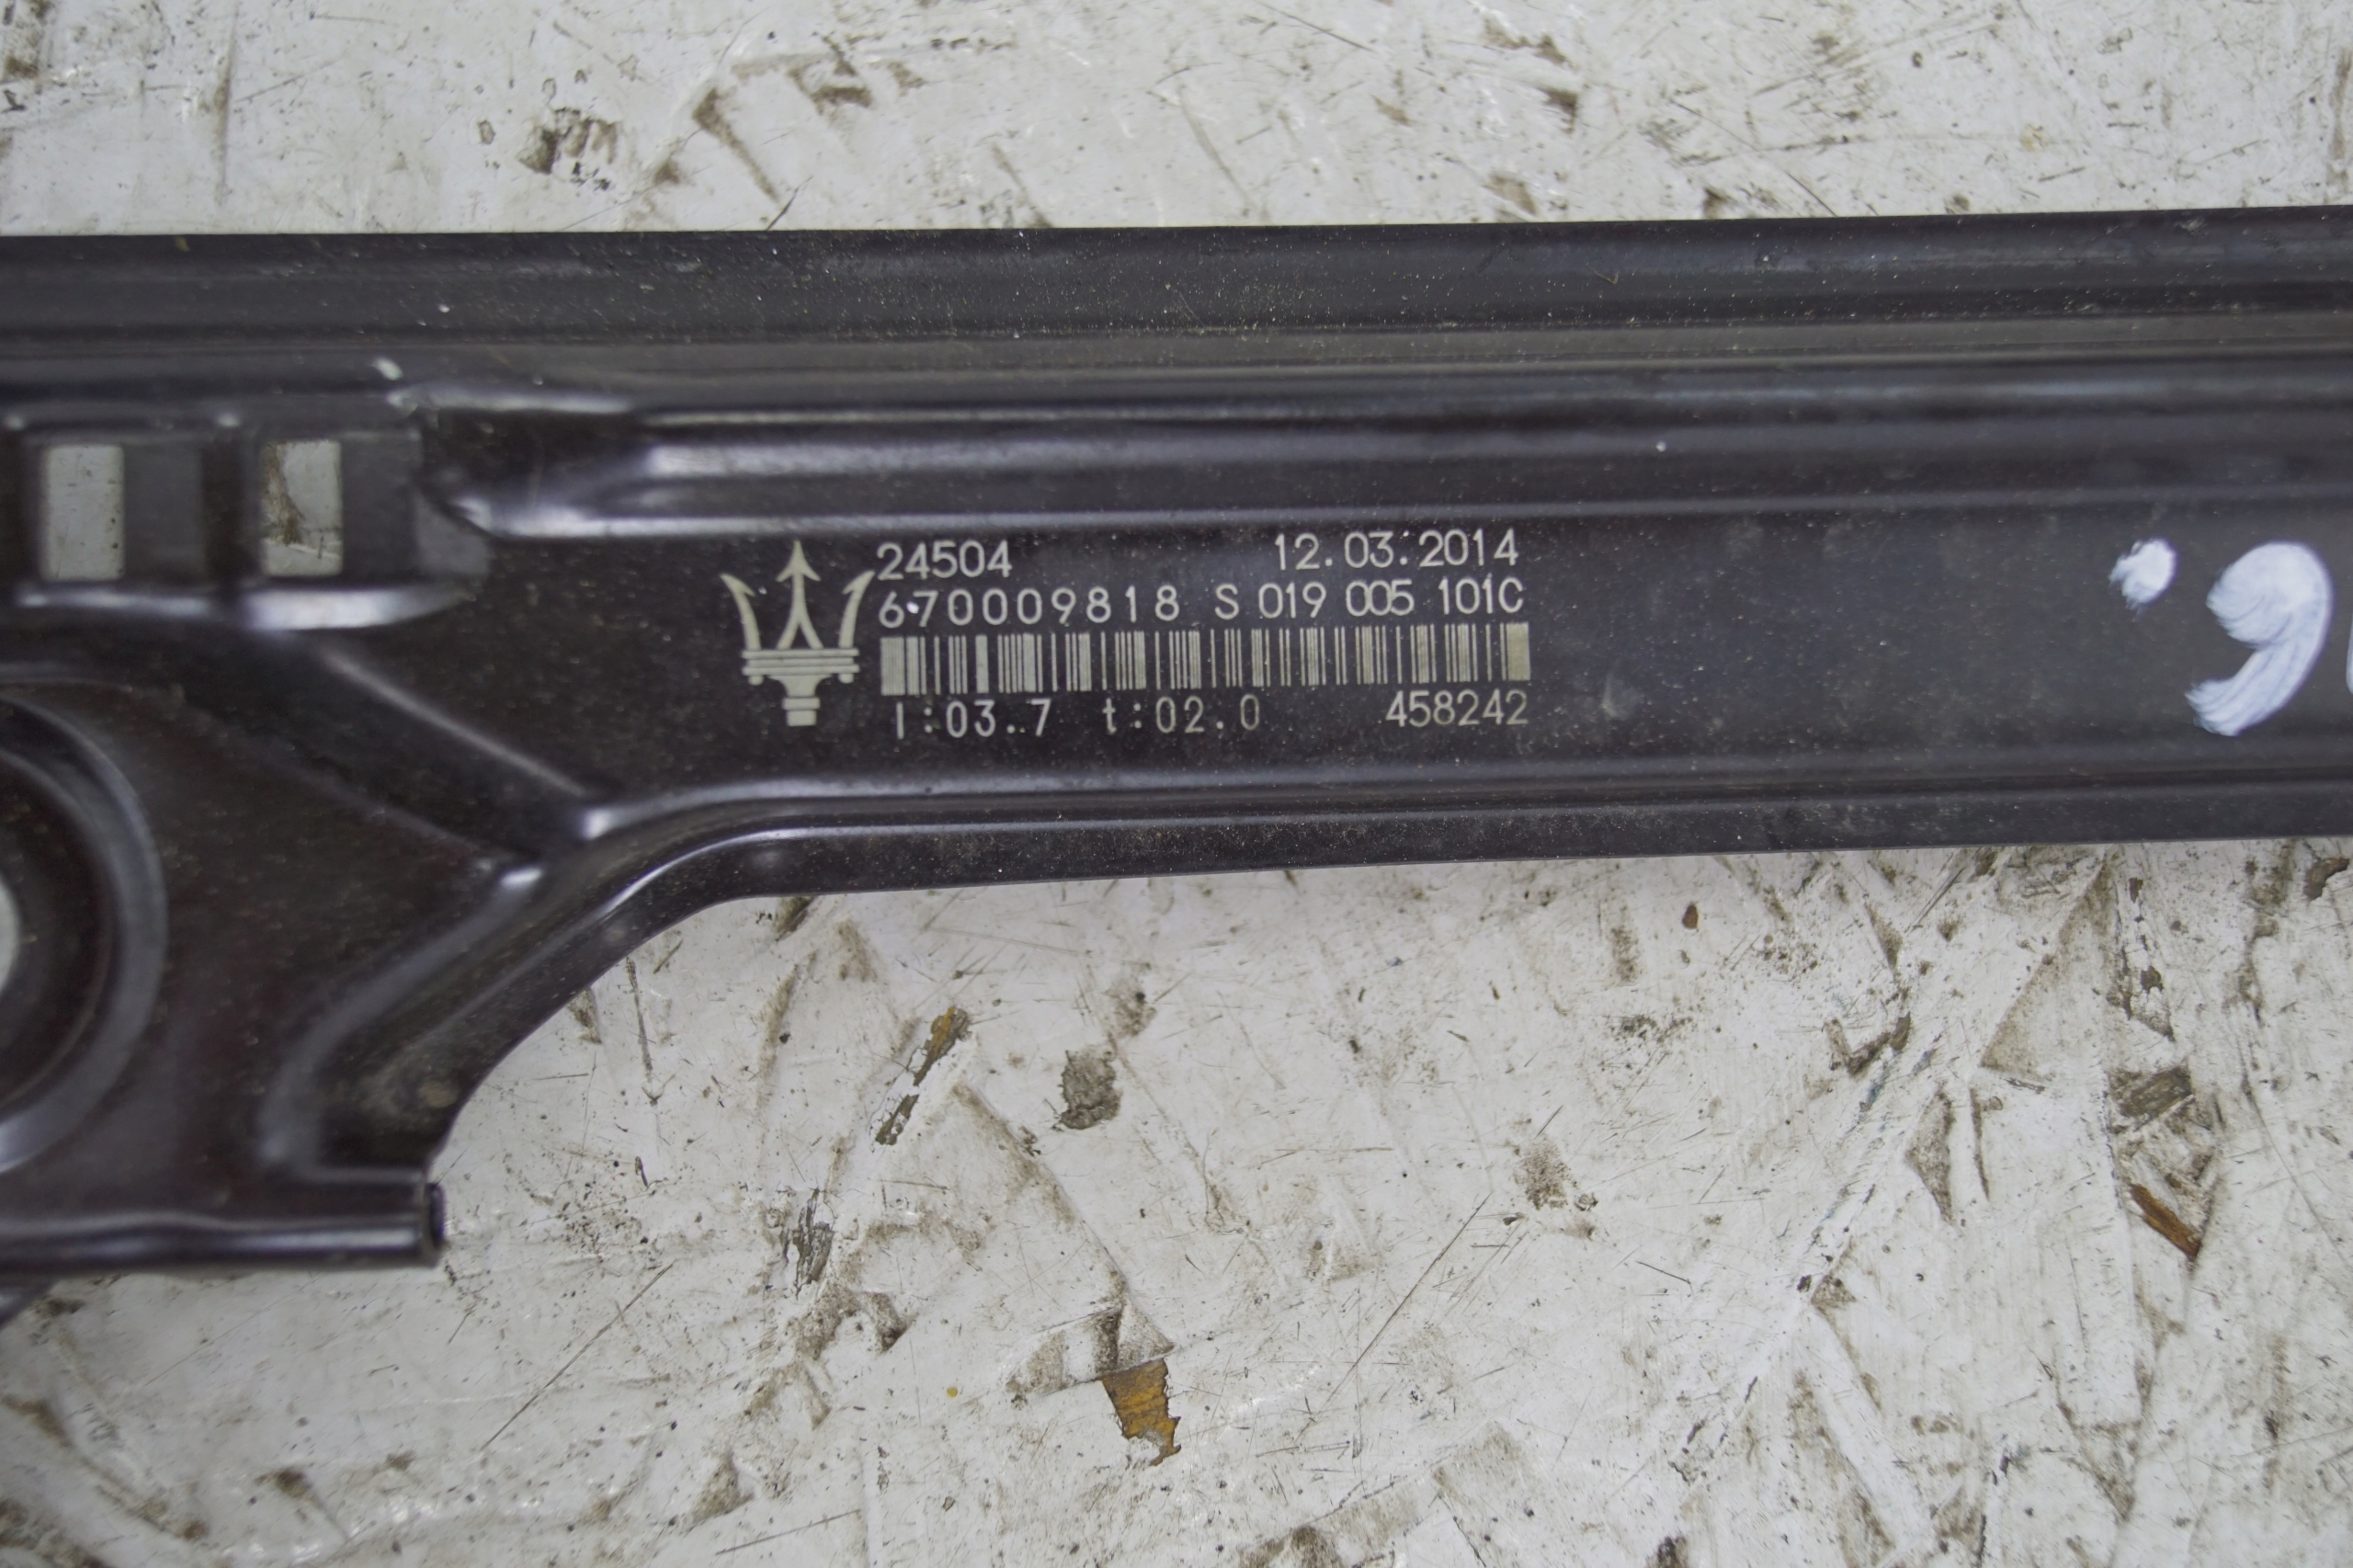 24504 12.03.2014
670009818 S 019 005 101C
I:03.7 t:02.0 458242